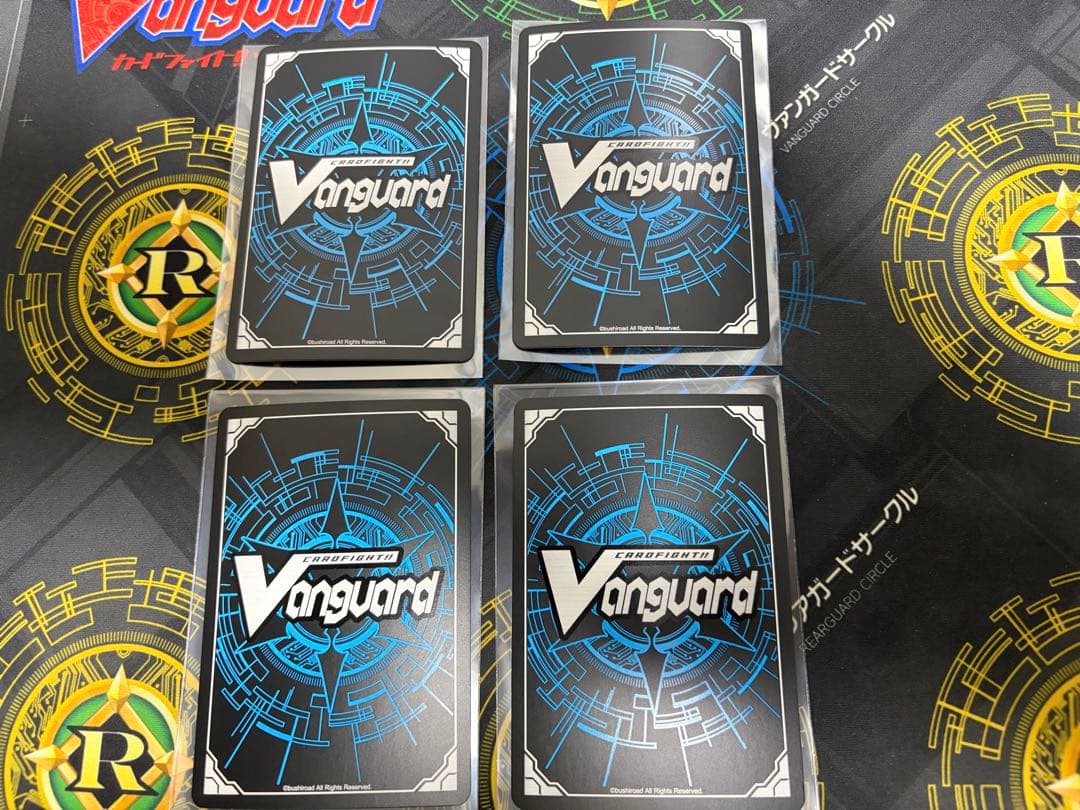 Vanguard
カードファイト
CARDFIGHT!!
Vanguard
©bushiroad All Rights Reserved.
CARDFIGHT!!
Vanguard
©bushiroad All Rights Reserved.
ヴァンガードサークル
VANGUARD CIRCLE
R
R
CARDFIGHT!!
Vanguard
©bushiroad All Rights Reserved.
CARDFIGHT!!
Vanguard
©bushiroad All Rights Reserved.
リアガードサークル
REARGUARD CIRCLE
R